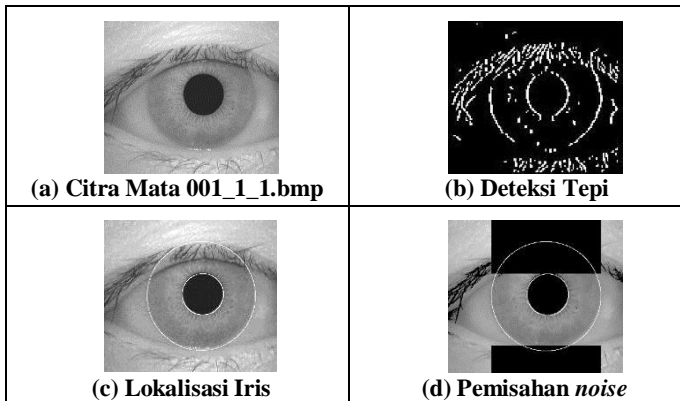 (a) Citra Mata 001_1_1.bmp
(b) Deteksi Tepi
(c) Lokalisasi Iris
(d) Pemisahan noise